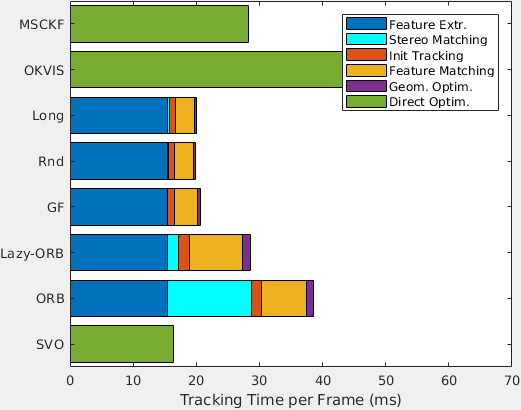 MSCKF
OKVIS
Long
Rnd
GF
Lazy-ORB
ORB
SVO
Feature Extr.
Stereo Matching
Init Tracking
Feature Matching
Geom. Optim.
Direct Optim.
0 10 20 30 40 50 60 70
Tracking Time per Frame (ms)